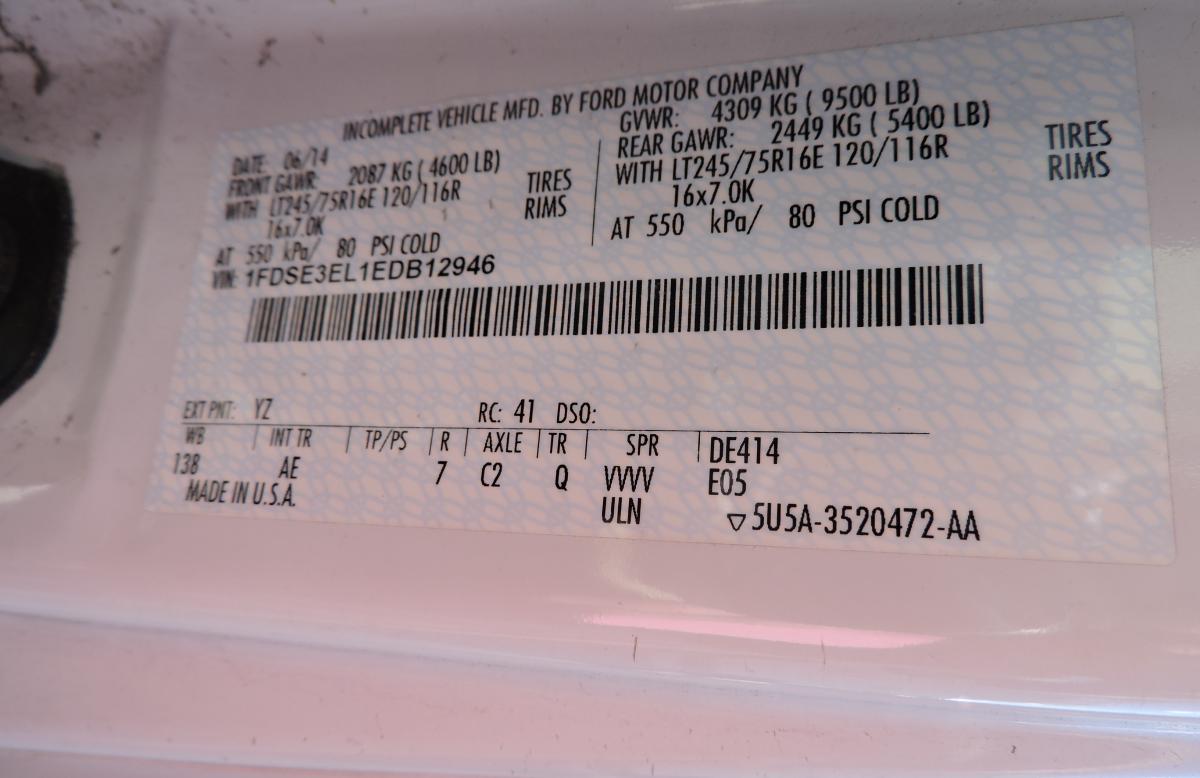 INCOMPLETE VEHICLE MFD. BY FORD MOTOR COMPANY
DATE: 06/14
FRONT GAWR: 2087 KG ( 4600 LB)
WITH LT245/75R16E 120/116R TIRES
16x7.0K RIMS
AT 550 kPa/ 80 PSI COLD
GVWR: 4309 KG ( 9500 LB)
REAR GAWR: 2449 KG ( 5400 LB)
WITH LT245/75R16E 120/116R TIRES
16x7.0K RIMS
AT 550 kPa/ 80 PSI COLD
VIN: 1FDSE3EL1EDB12946
EXT PNT: YZ RC: 41 DSO:
WB INT TR TP/PS R AXLE TR SPR DE414
138 AE 7 C2 Q VVVV E05
MADE IN U.S.A. ULN ▽5U5A-3520472-AA